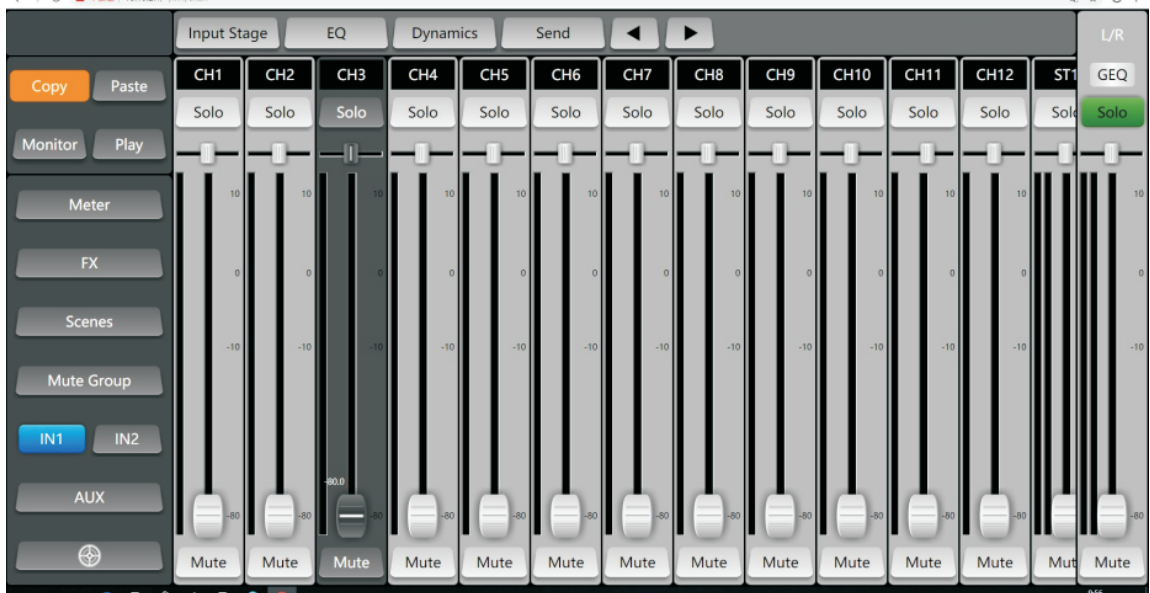 Input Stage EQ Dynamics Send L/R
Copy Paste CH1 CH2 CH3 CH4 CH5 CH6 CH7 CH8 CH9 CH10 CH11 CH12 ST1 GEQ
Solo Solo Solo Solo Solo Solo Solo Solo Solo Solo Solo Solo Solo Solo
Monitor Play
Meter 10 10 10 10 10 10 10 10 10 10 10 10 10
FX 0 0 0 0 0 0 0 0 0 0 0 0 0
Scenes
-10 -10 -10 -10 -10 -10 -10 -10 -10 -10 -10 -10 -10
Mute Group
IN1 IN2
-80.0
AUX
-80 -80 -80 -80 -80 -80 -80 -80 -80 -80 -80 -80 -80
Mute Mute Mute Mute Mute Mute Mute Mute Mute Mute Mute Mute Mut Mute